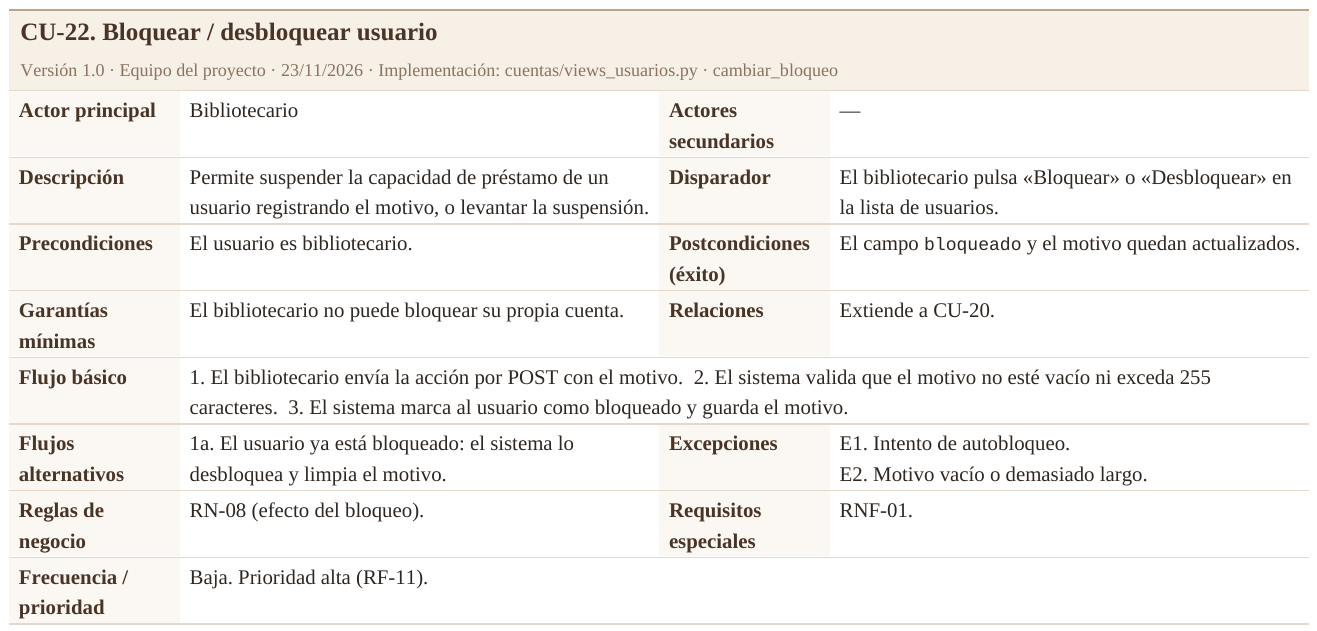 CU-22. Bloquear / desbloquear usuario
Versión 1.0 · Equipo del proyecto · 23/11/2026 · Implementación: cuentas/views_usuarios.py · cambiar_bloqueo
Actor principal
Bibliotecario
Actores
secundarios
—
Descripción
Permite suspender la capacidad de préstamo de un
usuario registrando el motivo, o levantar la suspensión.
Disparador
El bibliotecario pulsa «Bloquear» o «Desbloquear» en
la lista de usuarios.
Precondiciones
El usuario es bibliotecario.
Postcondiciones
(éxito)
El campo bloqueado y el motivo quedan actualizados.
Garantías
mínimas
El bibliotecario no puede bloquear su propia cuenta.
Relaciones
Extiende a CU-20.
Flujo básico
1. El bibliotecario envía la acción por POST con el motivo.  2. El sistema valida que el motivo no esté vacío ni exceda 255
caracteres.  3. El sistema marca al usuario como bloqueado y guarda el motivo.
Flujos
alternativos
1a. El usuario ya está bloqueado: el sistema lo
desbloquea y limpia el motivo.
Excepciones
E1. Intento de autobloqueo.
E2. Motivo vacío o demasiado largo.
Reglas de
negocio
RN-08 (efecto del bloqueo).
Requisitos
especiales
RNF-01.
Frecuencia /
prioridad
Baja. Prioridad alta (RF-11).